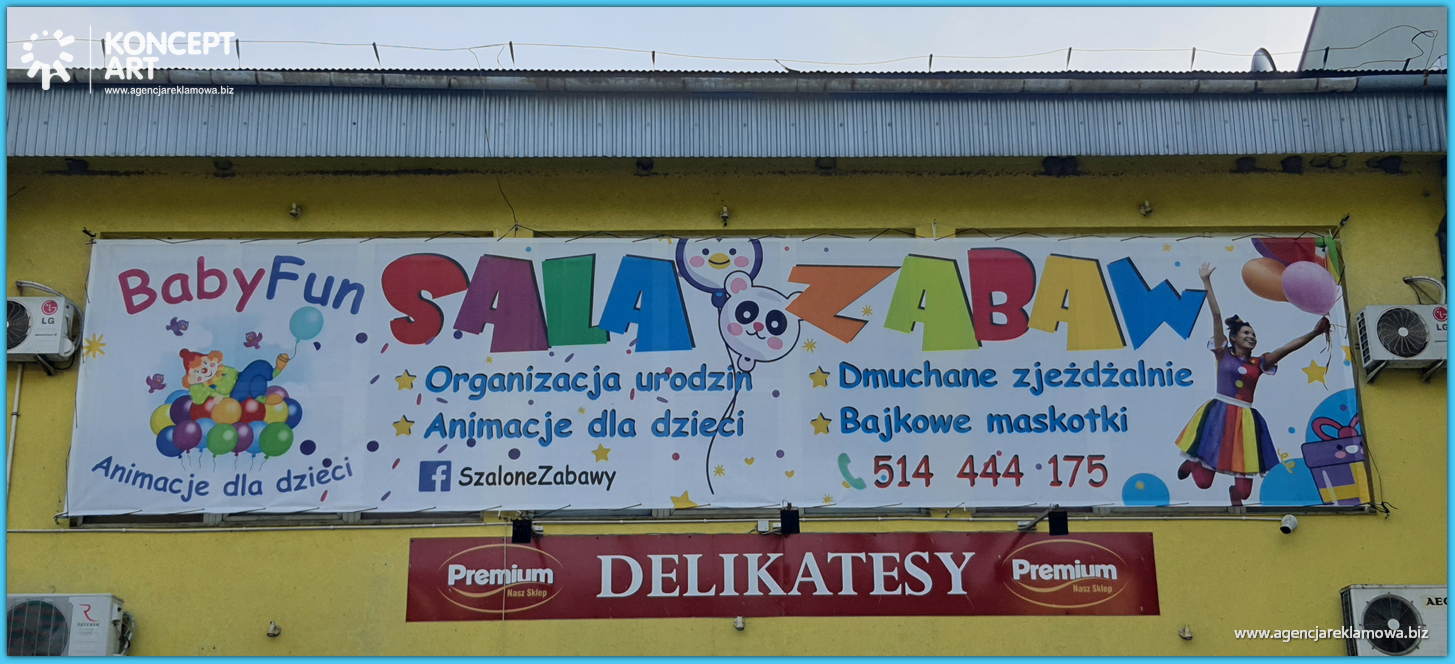 KONCEPT
ART
www.agencjareklamowa.biz
BabyFun
Animacje dla dzieci
SALA ZABAW
Organizacja urodzin
Animacje dla dzieci
SzaloneZabawy
Dmuchane zjeżdżalnie
Bajkowe maskotki
514 444 175
LG
LG
Premium
Nasz Sklep
DELIKATESY
Premium
Nasz Sklep
www.agencjareklamowa.biz